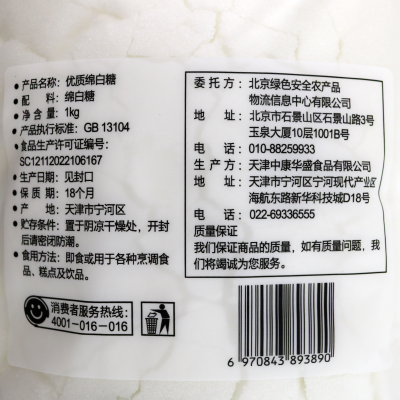 产品名称：优质绵白糖
配　　料：绵白糖
净 含 量：1kg
产品执行标准：GB 13104
食品生产许可证编号：
SC12112022106167
生产日期：见封口
保 质 期：18个月
产　　地：天津市宁河区
贮存条件：置于阴凉干燥处，开封
后请密闭防潮。
食用方法：即食或用于各种烹调食
品、糕点及饮品。
消费者服务热线：
4001-016-016
委 托 方：北京绿色安全农产品
物流信息中心有限公司
地　　址：北京市石景山区石景山路3号
玉泉大厦10层1001B号
电　　话：010-88259933
生 产 方：天津中康华盛食品有限公司
地　　址：天津市宁河区宁河现代产业区
海航东路新华科技城D18号
电　　话：022-69336555
质量保证
我们保证商品的质量，如有质量问题，我
们将竭诚为您服务。
6 970843 893890